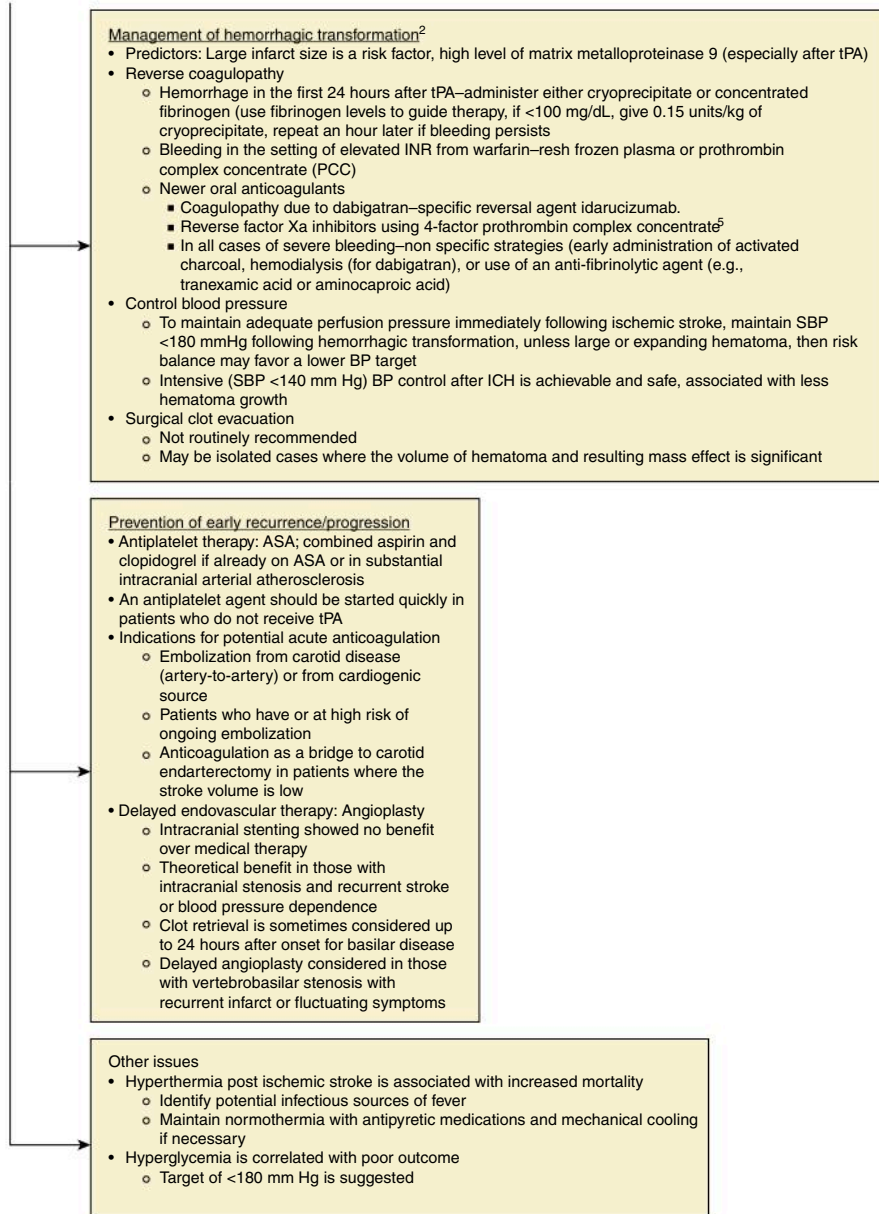 Management of hemorrhagic transformation2
• Predictors: Large infarct size is a risk factor, high level of matrix metalloproteinase 9 (especially after tPA)
• Reverse coagulopathy
o Hemorrhage in the first 24 hours after tPA–administer either cryoprecipitate or concentrated
fibrinogen (use fibrinogen levels to guide therapy, if <100 mg/dL, give 0.15 units/kg of
cryoprecipitate, repeat an hour later if bleeding persists
o Bleeding in the setting of elevated INR from warfarin–resh frozen plasma or prothrombin
complex concentrate (PCC)
o Newer oral anticoagulants
■ Coagulopathy due to dabigatran–specific reversal agent idarucizumab.
■ Reverse factor Xa inhibitors using 4-factor prothrombin complex concentrate5
■ In all cases of severe bleeding–non specific strategies (early administration of activated
charcoal, hemodialysis (for dabigatran), or use of an anti-fibrinolytic agent (e.g.,
tranexamic acid or aminocaproic acid)
• Control blood pressure
o To maintain adequate perfusion pressure immediately following ischemic stroke, maintain SBP
<180 mmHg following hemorrhagic transformation, unless large or expanding hematoma, then risk
balance may favor a lower BP target
o Intensive (SBP <140 mm Hg) BP control after ICH is achievable and safe, associated with less
hematoma growth
• Surgical clot evacuation
o Not routinely recommended
o May be isolated cases where the volume of hematoma and resulting mass effect is significant
Prevention of early recurrence/progression
• Antiplatelet therapy: ASA; combined aspirin and
clopidogrel if already on ASA or in substantial
intracranial arterial atherosclerosis
• An antiplatelet agent should be started quickly in
patients who do not receive tPA
• Indications for potential acute anticoagulation
o Embolization from carotid disease
(artery-to-artery) or from cardiogenic
source
o Patients who have or at high risk of
ongoing embolization
o Anticoagulation as a bridge to carotid
endarterectomy in patients where the
stroke volume is low
• Delayed endovascular therapy: Angioplasty
o Intracranial stenting showed no benefit
over medical therapy
o Theoretical benefit in those with
intracranial stenosis and recurrent stroke
or blood pressure dependence
o Clot retrieval is sometimes considered up
to 24 hours after onset for basilar disease
o Delayed angioplasty considered in those
with vertebrobasilar stenosis with
recurrent infarct or fluctuating symptoms
Other issues
• Hyperthermia post ischemic stroke is associated with increased mortality
o Identify potential infectious sources of fever
o Maintain normothermia with antipyretic medications and mechanical cooling
if necessary
• Hyperglycemia is correlated with poor outcome
o Target of <180 mm Hg is suggested